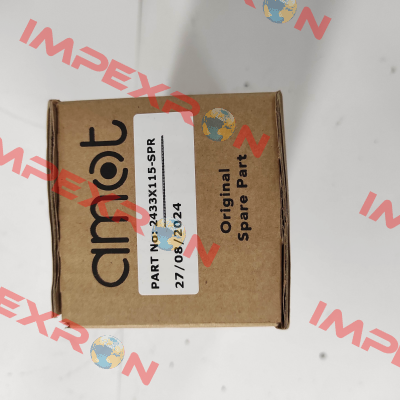 amot
PART No: 2433X115-SPR
27/08/2024
Original
Spare Part
IMPEXRON
IMPEXRON
IMPEXRON
IMPEXRON
IMPEXRON